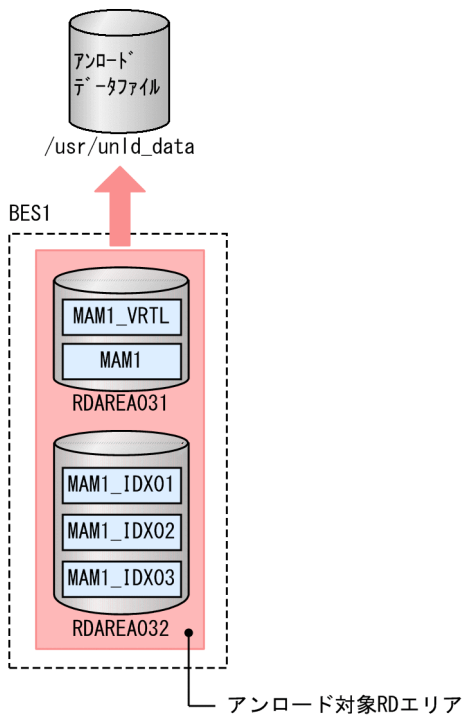 アンロード
データファイル
/usr/unld_data
BES1
MAM1_VRTL
MAM1
RDAREA031
MAM1_IDX01
MAM1_IDX02
MAM1_IDX03
RDAREA032
アンロード対象RDエリア